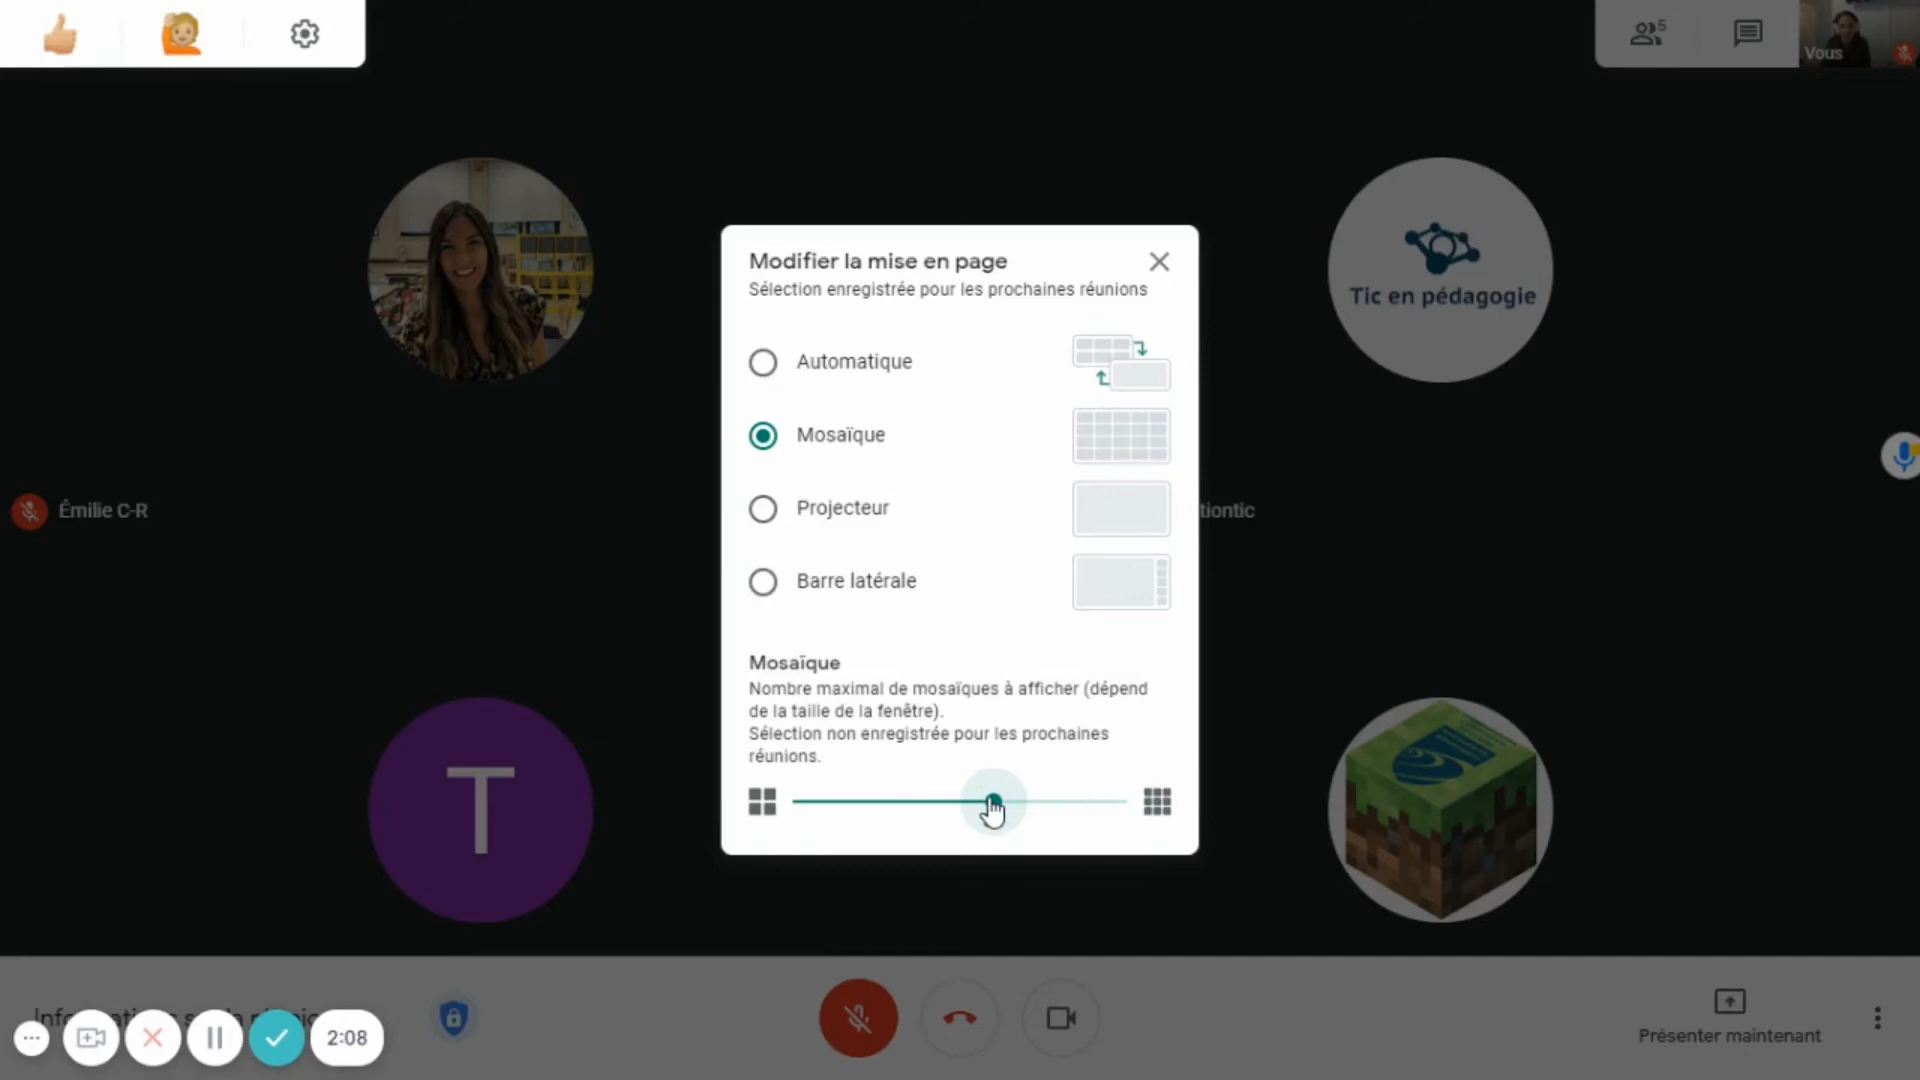 5
Vous
Tic en pédagogie
Modifier la mise en page
Sélection enregistrée pour les prochaines réunions
Automatique
Mosaïque
Projecteur
Barre latérale
Émilie C-R
tiontic
Mosaïque
Nombre maximal de mosaïques à afficher (dépend
de la taille de la fenêtre).
Sélection non enregistrée pour les prochaines
réunions.
T
2:08
Présenter maintenant